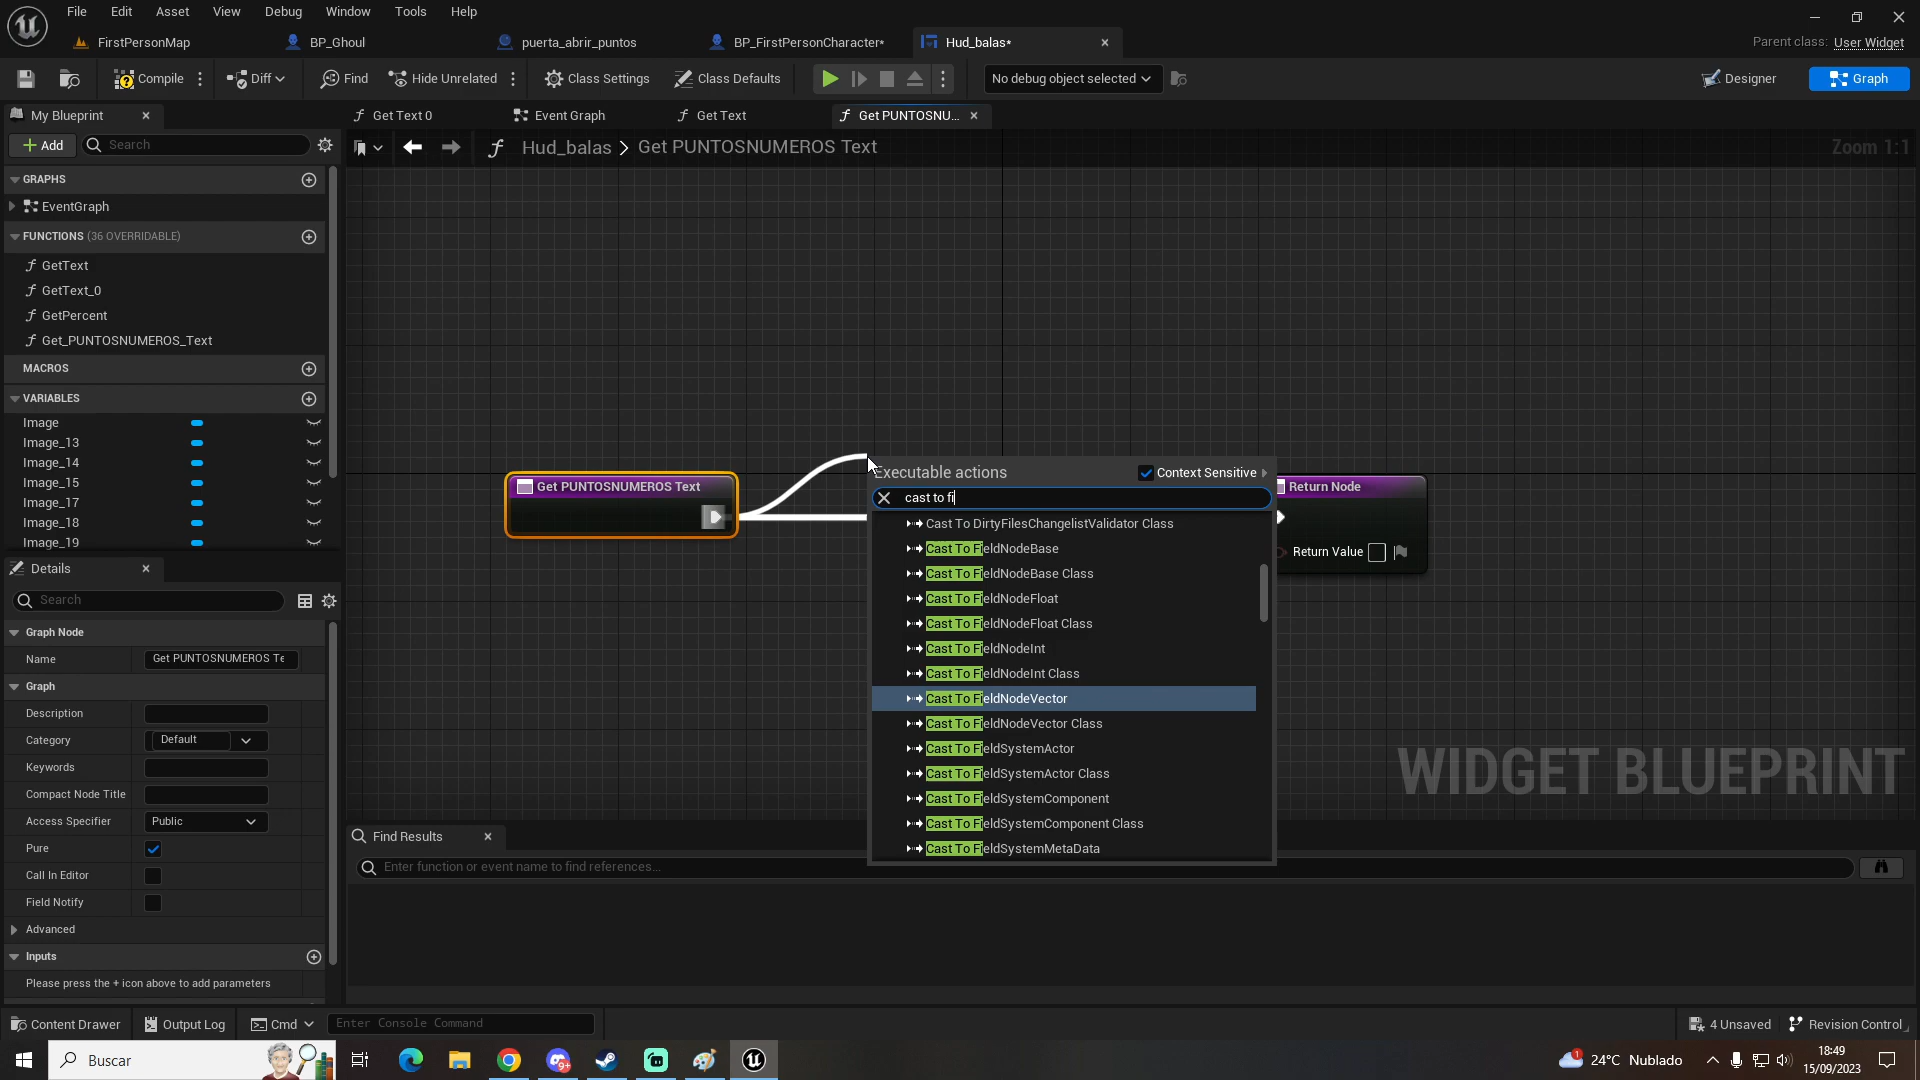 File Edit Asset View Debug Window Tools Help
FirstPersonMap BP_Ghoul puerta_abrir_puntos BP_FirstPersonCharacter* Hud_balas* Parent class: User Widget
Compile Diff Find Hide Unrelated Class Settings Class Defaults No debug object selected Designer Graph
My Blueprint Get Text 0 Event Graph Get Text Get PUNTOSNU...
Add Search Hud_balas > Get PUNTOSNUMEROS Text Zoom 1:1
GRAPHS
EventGraph
FUNCTIONS (36 OVERRIDABLE)
GetText
GetText_0
GetPercent
Get_PUNTOSNUMEROS_Text
MACROS
VARIABLES
Image
Image_13
Image_14
Image_15
Image_17
Image_18
Image_19
Get PUNTOSNUMEROS Text
Executable actions Context Sensitive
cast to fi
Cast To DirtyFilesChangelistValidator Class
Cast To FieldNodeBase
Cast To FieldNodeBase Class
Cast To FieldNodeFloat
Cast To FieldNodeFloat Class
Cast To FieldNodeInt
Cast To FieldNodeInt Class
Cast To FieldNodeVector
Cast To FieldNodeVector Class
Cast To FieldSystemActor
Cast To FieldSystemActor Class
Cast To FieldSystemComponent
Cast To FieldSystemComponent Class
Cast To FieldSystemMetaData
Return Node
Return Value
WIDGET BLUEPRINT
Details
Search
Graph Node
Name Get PUNTOSNUMEROS Te
Graph
Description
Category Default
Keywords
Compact Node Title
Access Specifier Public
Pure
Call In Editor
Field Notify
Advanced
Inputs
Please press the + icon above to add parameters
Find Results
Enter function or event name to find references...
Content Drawer Output Log Cmd Enter Console Command 4 Unsaved Revision Control
Buscar 1 24°C Nublado 18:49
15/09/2023